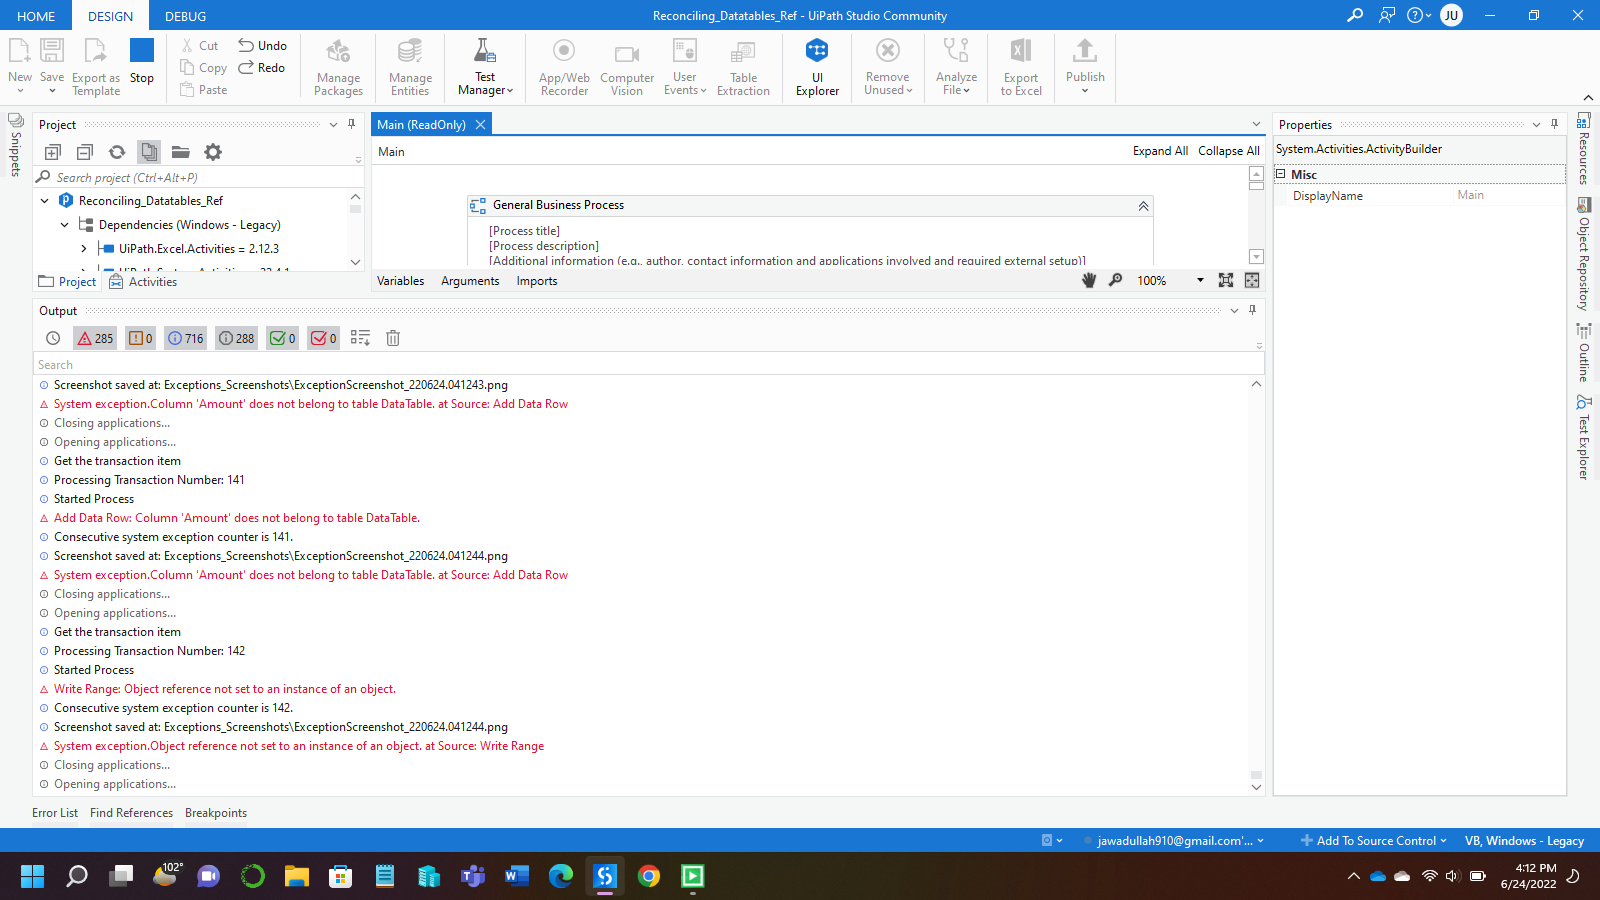 HOME DESIGN DEBUG
Reconciling_Datatables_Ref - UiPath Studio Community
JU
New
Save
Export as Template
Stop
Cut
Copy
Paste
Undo
Redo
Manage Packages
Manage Entities
Test Manager
App/Web Recorder
Computer Vision
User Events
Table Extraction
UI Explorer
Remove Unused
Analyze File
Export to Excel
Publish
Snippets
Project
Search project (Ctrl+Alt+P)
Reconciling_Datatables_Ref
Dependencies (Windows - Legacy)
UiPath.Excel.Activities = 2.12.3
Project Activities
Main (ReadOnly)
Main
Expand All Collapse All
General Business Process
[Process title]
[Process description]
[Additional information (e.g., author, contact information and applications involved and required external setup)]
Variables Arguments Imports
100%
Properties
System.Activities.ActivityBuilder
Misc
DisplayName Main
Resources
Object Repository
Outline
Test Explorer
Output
285 0 716 288 0 0
Search
Screenshot saved at: Exceptions_Screenshots\ExceptionScreenshot_220624.041243.png
System exception.Column 'Amount' does not belong to table DataTable. at Source: Add Data Row
Closing applications...
Opening applications...
Get the transaction item
Processing Transaction Number: 141
Started Process
Add Data Row: Column 'Amount' does not belong to table DataTable.
Consecutive system exception counter is 141.
Screenshot saved at: Exceptions_Screenshots\ExceptionScreenshot_220624.041244.png
System exception.Column 'Amount' does not belong to table DataTable. at Source: Add Data Row
Closing applications...
Opening applications...
Get the transaction item
Processing Transaction Number: 142
Started Process
Write Range: Object reference not set to an instance of an object.
Consecutive system exception counter is 142.
Screenshot saved at: Exceptions_Screenshots\ExceptionScreenshot_220624.041244.png
System exception.Object reference not set to an instance of an object. at Source: Write Range
Closing applications...
Opening applications...
Error List Find References Breakpoints
jawadullah910@gmail.com'...
Add To Source Control
VB, Windows - Legacy
102°
4:12 PM
6/24/2022